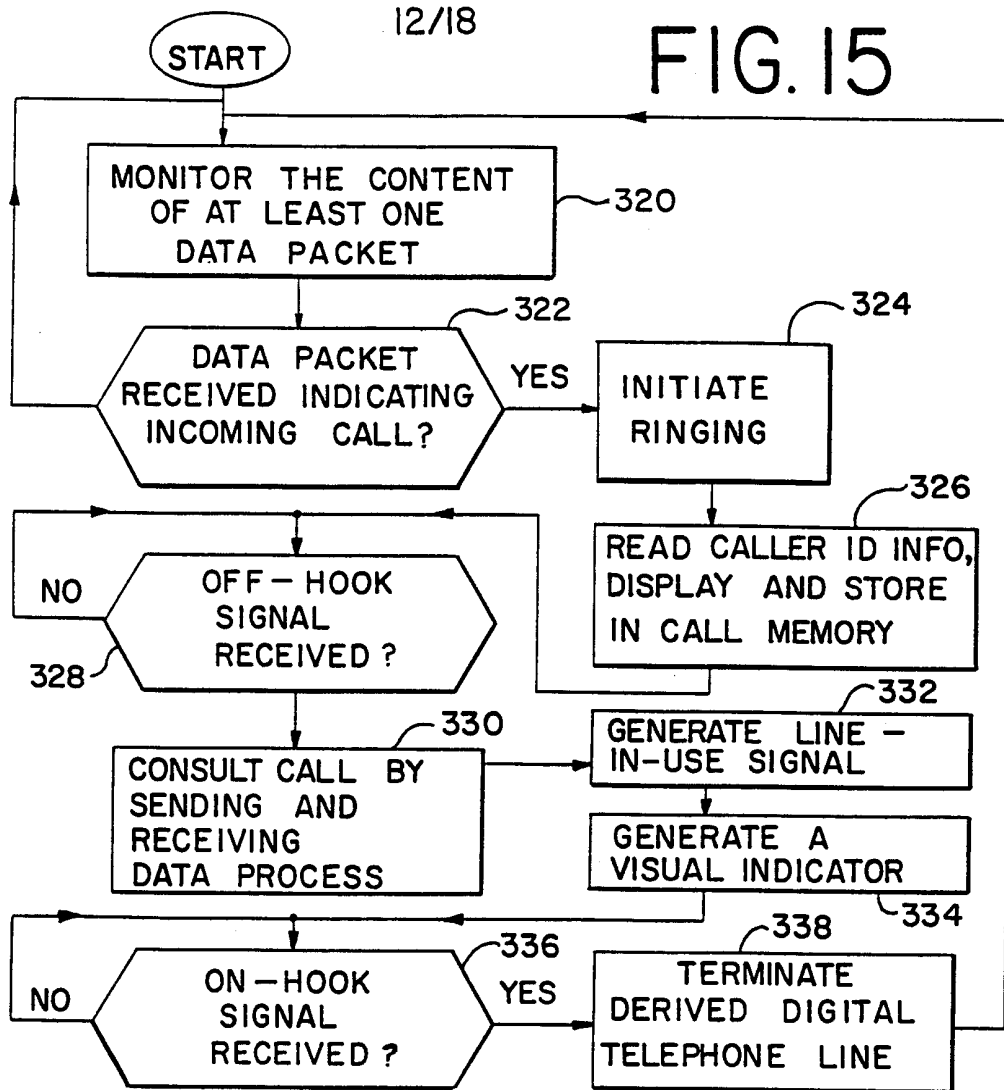 12/18
FIG. 15
START
MONITOR THE CONTENT
OF AT LEAST ONE
DATA PACKET
320
322
DATA PACKET
RECEIVED INDICATING
INCOMING CALL?
YES
324
INITIATE
RINGING
326
READ CALLER ID INFO,
DISPLAY AND STORE
IN CALL MEMORY
NO
OFF-HOOK
SIGNAL
RECEIVED?
328
330
CONSULT CALL BY
SENDING AND
RECEIVING
DATA PROCESS
332
GENERATE LINE-
IN-USE SIGNAL
GENERATE A
VISUAL INDICATOR
334
336
NO
ON-HOOK
SIGNAL
RECEIVED?
YES
338
TERMINATE
DERIVED DIGITAL
TELEPHONE LINE